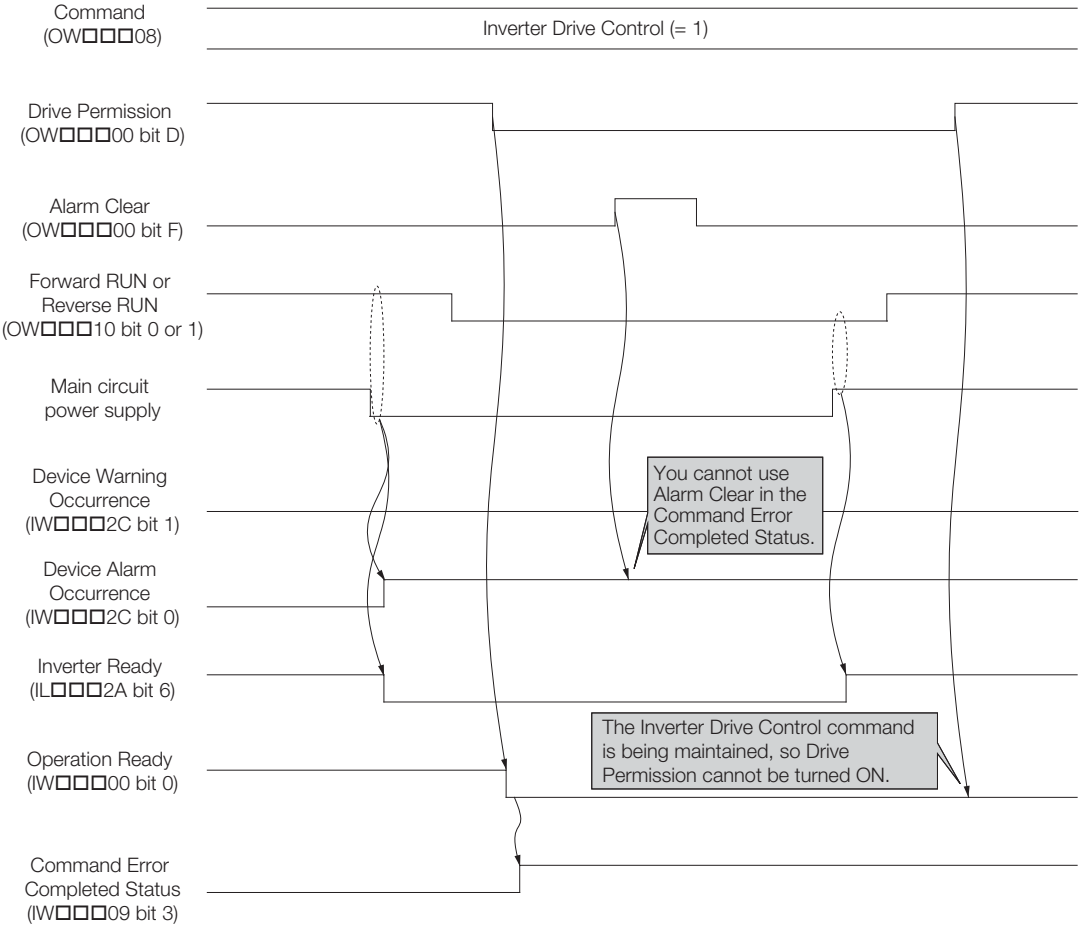 Command
(OW□□□08)
Inverter Drive Control (= 1)
Drive Permission
(OW□□□00 bit D)
Alarm Clear
(OW□□□00 bit F)
Forward RUN or
Reverse RUN
(OW□□□10 bit 0 or 1)
Main circuit
power supply
You cannot use
Alarm Clear in the
Command Error
Completed Status.
Device Warning
Occurrence
(IW□□□2C bit 1)
Device Alarm
Occurrence
(IW□□□2C bit 0)
Inverter Ready
(IL□□□2A bit 6)
The Inverter Drive Control command
is being maintained, so Drive
Permission cannot be turned ON.
Operation Ready
(IW□□□00 bit 0)
Command Error
Completed Status
(IW□□□09 bit 3)